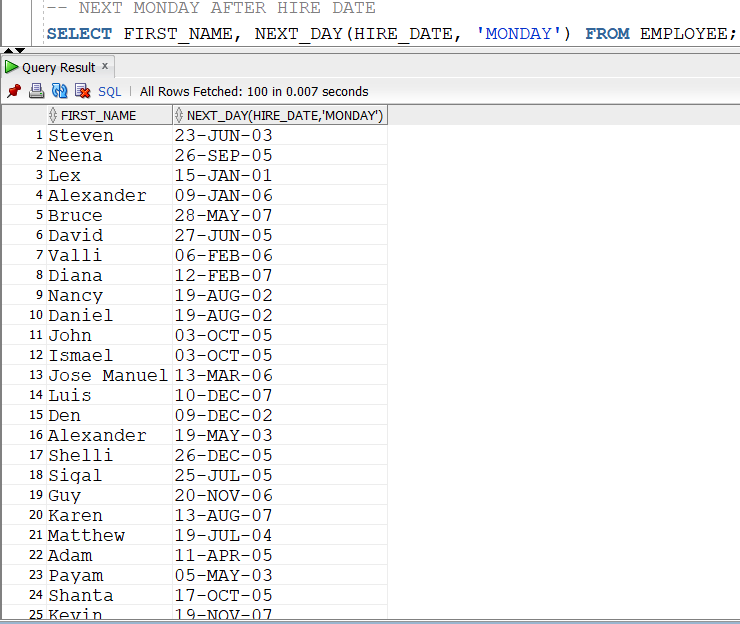 -- NEXT MONDAY AFTER HIRE DATE
SELECT FIRST_NAME, NEXT_DAY(HIRE_DATE, 'MONDAY') FROM EMPLOYEE;
Query Result x
SQL | All Rows Fetched: 100 in 0.007 seconds
FIRST_NAME NEXT_DAY(HIRE_DATE,'MONDAY')
1 Steven 23-JUN-03
2 Neena 26-SEP-05
3 Lex 15-JAN-01
4 Alexander 09-JAN-06
5 Bruce 28-MAY-07
6 David 27-JUN-05
7 Valli 06-FEB-06
8 Diana 12-FEB-07
9 Nancy 19-AUG-02
10 Daniel 19-AUG-02
11 John 03-OCT-05
12 Ismael 03-OCT-05
13 Jose Manuel 13-MAR-06
14 Luis 10-DEC-07
15 Den 09-DEC-02
16 Alexander 19-MAY-03
17 Shelli 26-DEC-05
18 Sigal 25-JUL-05
19 Guy 20-NOV-06
20 Karen 13-AUG-07
21 Matthew 19-JUL-04
22 Adam 11-APR-05
23 Payam 05-MAY-03
24 Shanta 17-OCT-05
25 Kevin 19-NOV-07